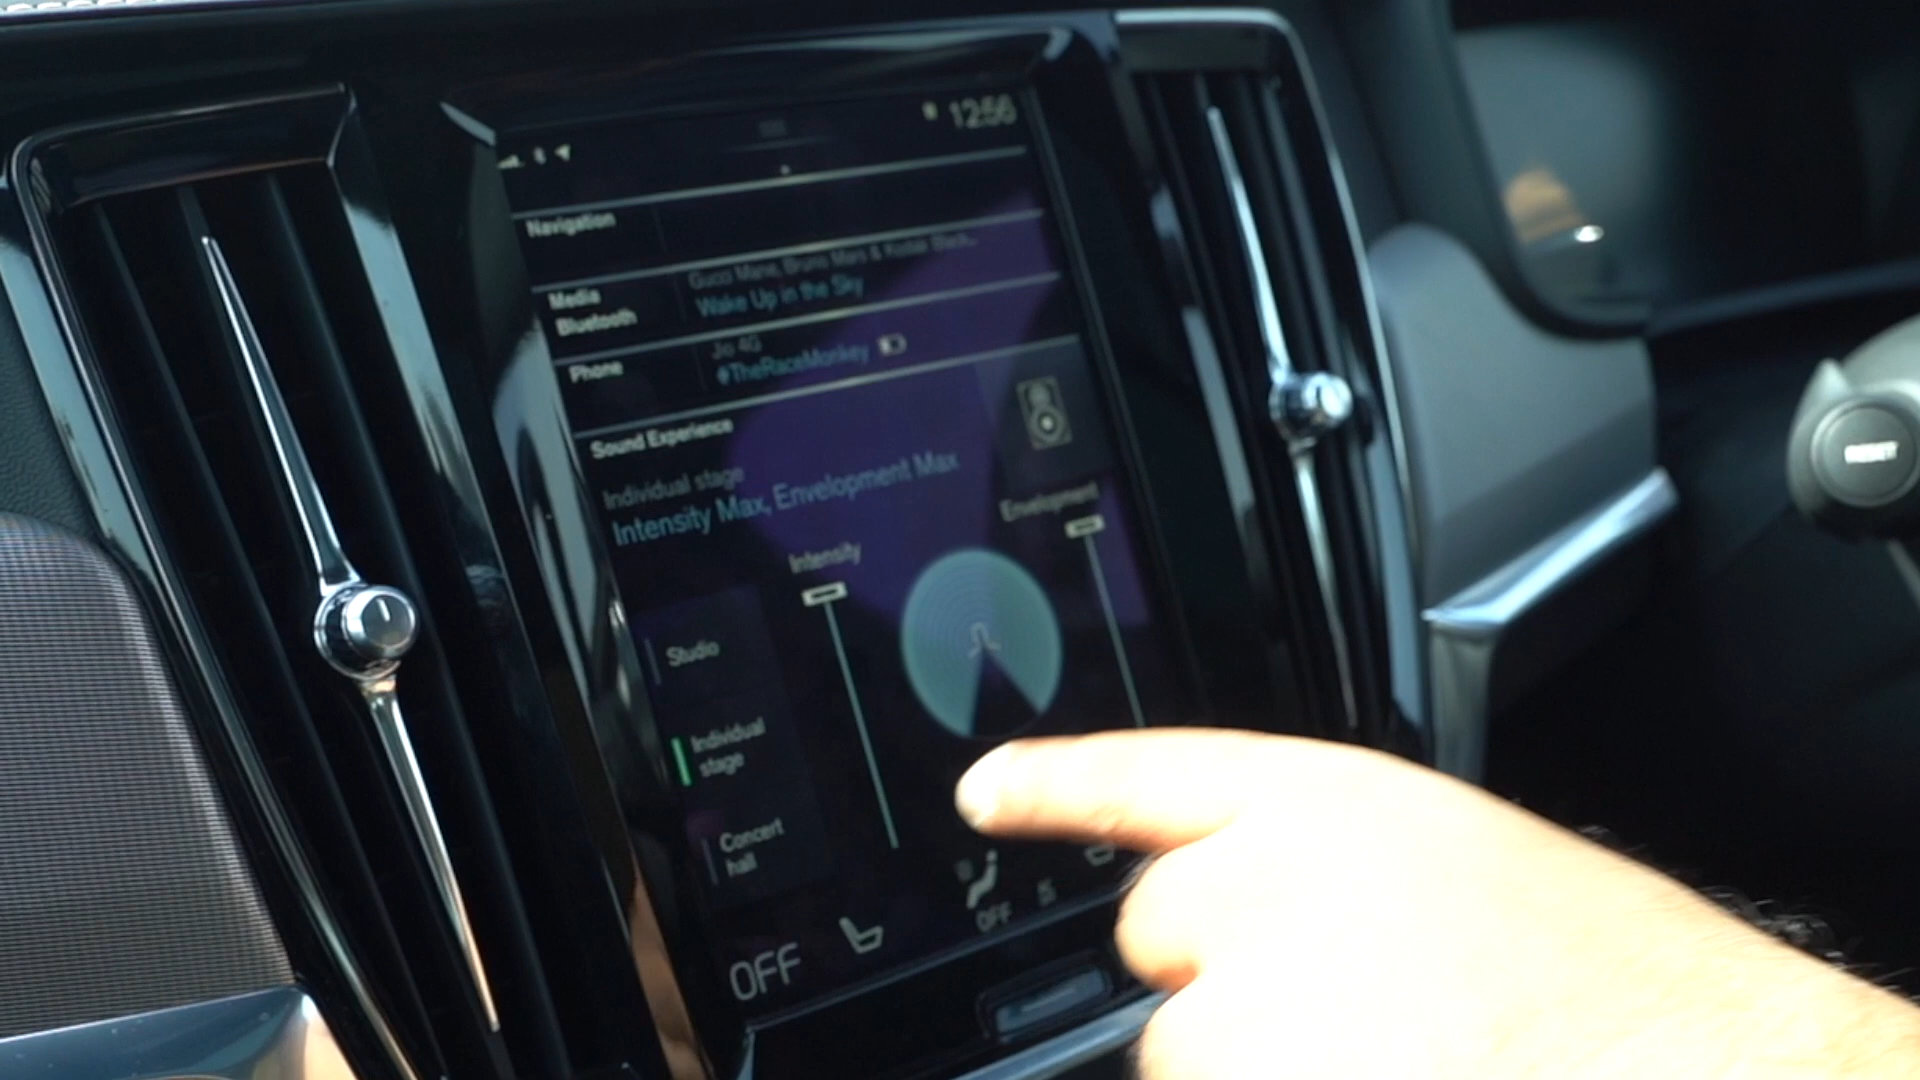 12:56
Navigation
Gucci Mane, Bruno Mars & Kodak Black...
Media
Bluetooth
Wake Up in the Sky
Phone
Jio 4G
#TheRaceMonkey
Sound Experience
Individual stage
Intensity Max, Envelopment Max
Intensity
Envelopment
Studio
Individual
stage
Concert
hall
OFF
OFF
RESET